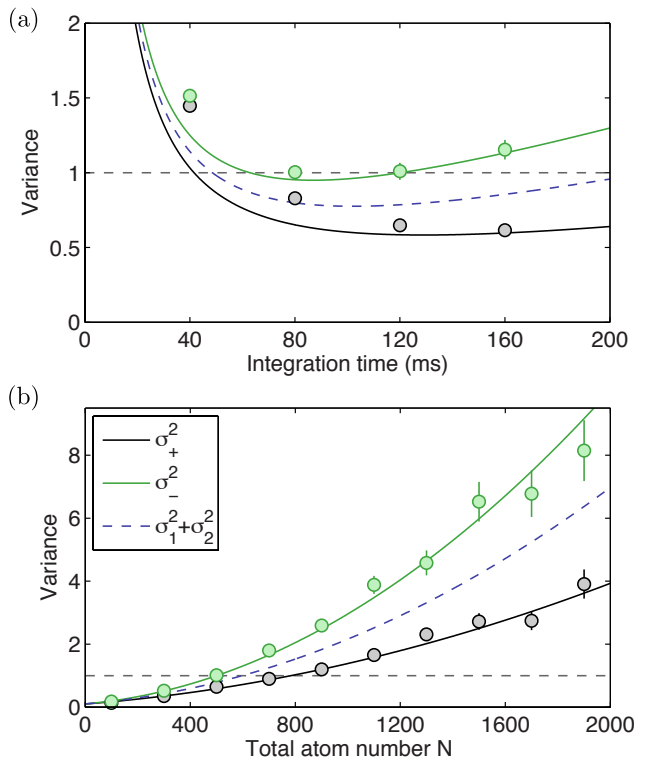 (a)
2
1.5
1
0.5
0
Variance
0 40 80 120 160 200
Integration time (ms)
(b)
σ₊²
σ₋²
σ₁²+σ₂²
8
6
4
2
0
Variance
0 400 800 1200 1600 2000
Total atom number N